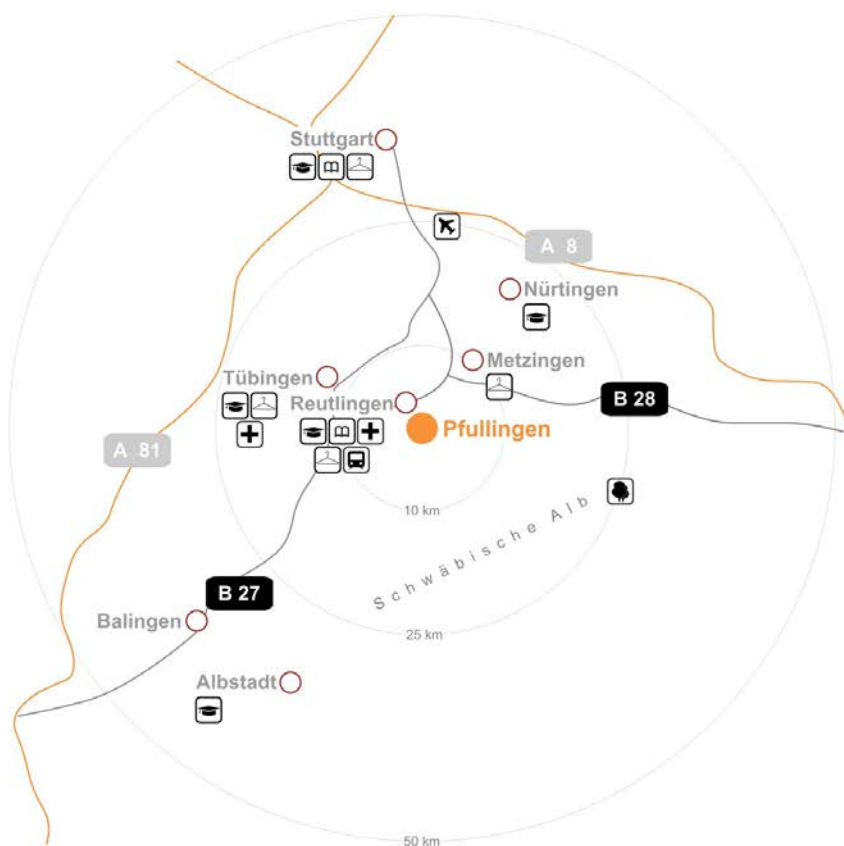 Stuttgart
A 8
Nürtingen
Metzingen
Tübingen
Reutlingen
B 28
Pfullingen
A 81
10 km
Schwäbische Alb
B 27
Balingen
25 km
Albstadt
50 km